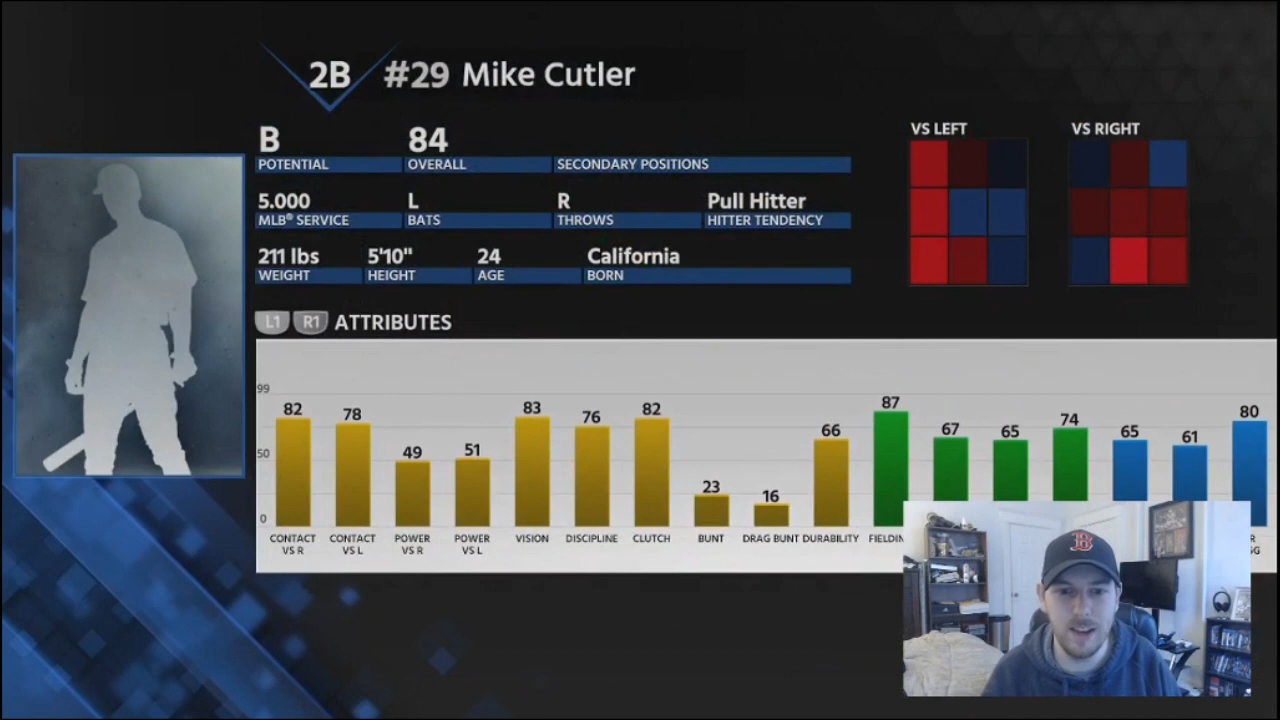 2B #29 Mike Cutler
B 84
POTENTIAL OVERALL SECONDARY POSITIONS
5.000 L R Pull Hitter
MLB® SERVICE BATS THROWS HITTER TENDENCY
211 lbs 5'10" 24 California
WEIGHT HEIGHT AGE BORN
VS LEFT VS RIGHT
L1 R1 ATTRIBUTES
99
50
0
82 78 49 51 83 76 82 23 16 66 87 67 65 74 65 61 80
CONTACT VS R
CONTACT VS L
POWER VS R
POWER VS L
VISION
DISCIPLINE
CLUTCH
BUNT
DRAG BUNT
DURABILITY
FIELDIN
R
GG
B